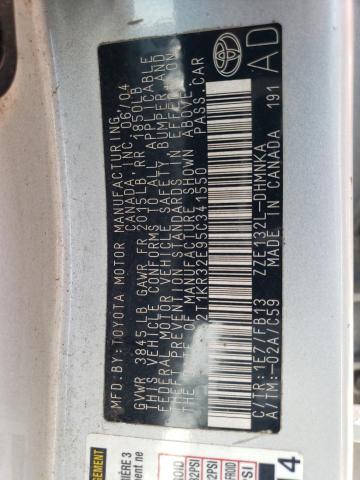 MFD. BY: TOYOTA MOTOR MANUFACTURING
CANADA INC. 06/04
GVWR 3845 LB GAWR FR 2010LB RR 1850LB
THIS VEHICLE CONFORMS TO ALL APPLICABLE
FEDERAL MOTOR VEHICLE SAFETY, BUMPER AND
THEFT PREVENTION STANDARDS IN EFFECT
ON THE DATE OF MANUFACTURE SHOWN ABOVE.
2T1KR32E95C341550 PASS.CAR
C/TR:1E7/FB13 ZZE132L-DHMNKA
A/TM:-02A/C59 MADE IN CANADA 191
AD
TOYOTA